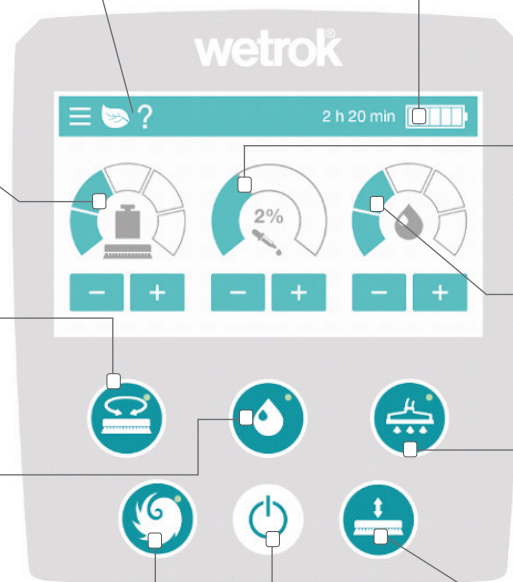 wetrok®
? 2 h 20 min
2%
− + − + − +